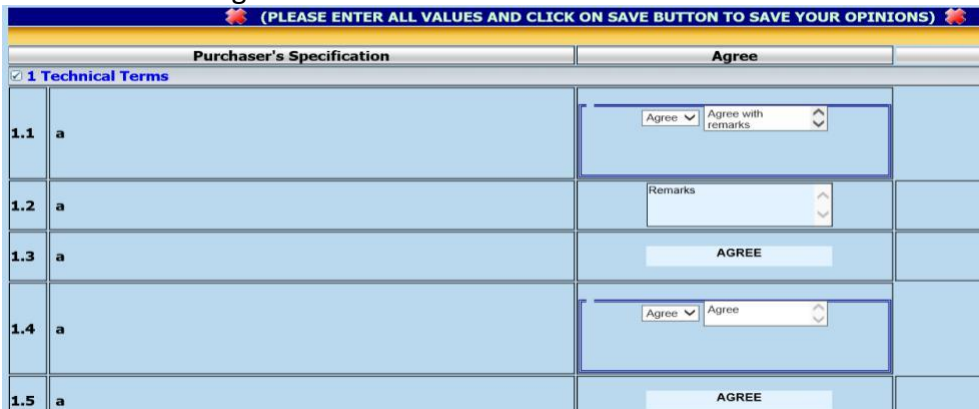 (PLEASE ENTER ALL VALUES AND CLICK ON SAVE BUTTON TO SAVE YOUR OPINIONS)
Purchaser's Specification Agree
1 Technical Terms
1.1 a Agree Agree with
remarks
1.2 a Remarks
1.3 a AGREE
1.4 a Agree Agree
1.5 a AGREE